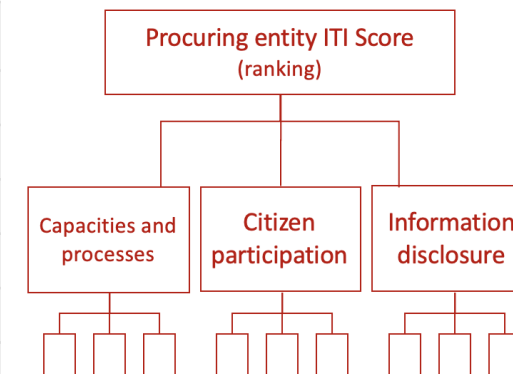 Procuring entity ITI Score
(ranking)
Capacities and
processes
Citizen
participation
Information
disclosure